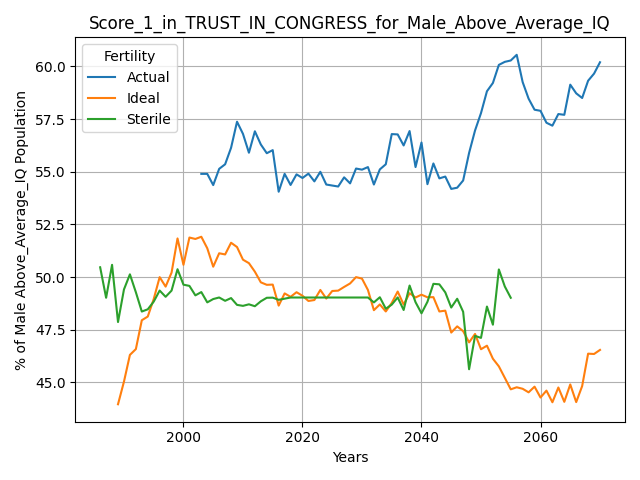 Score_1_in_TRUST_IN_CONGRESS_for_Male_Above_Average_IQ
Fertility
Actual
Ideal
Sterile
% of Male Above_Average_IQ Population
60.0
57.5
55.0
52.5
50.0
47.5
45.0
2000 2020 2040 2060
Years